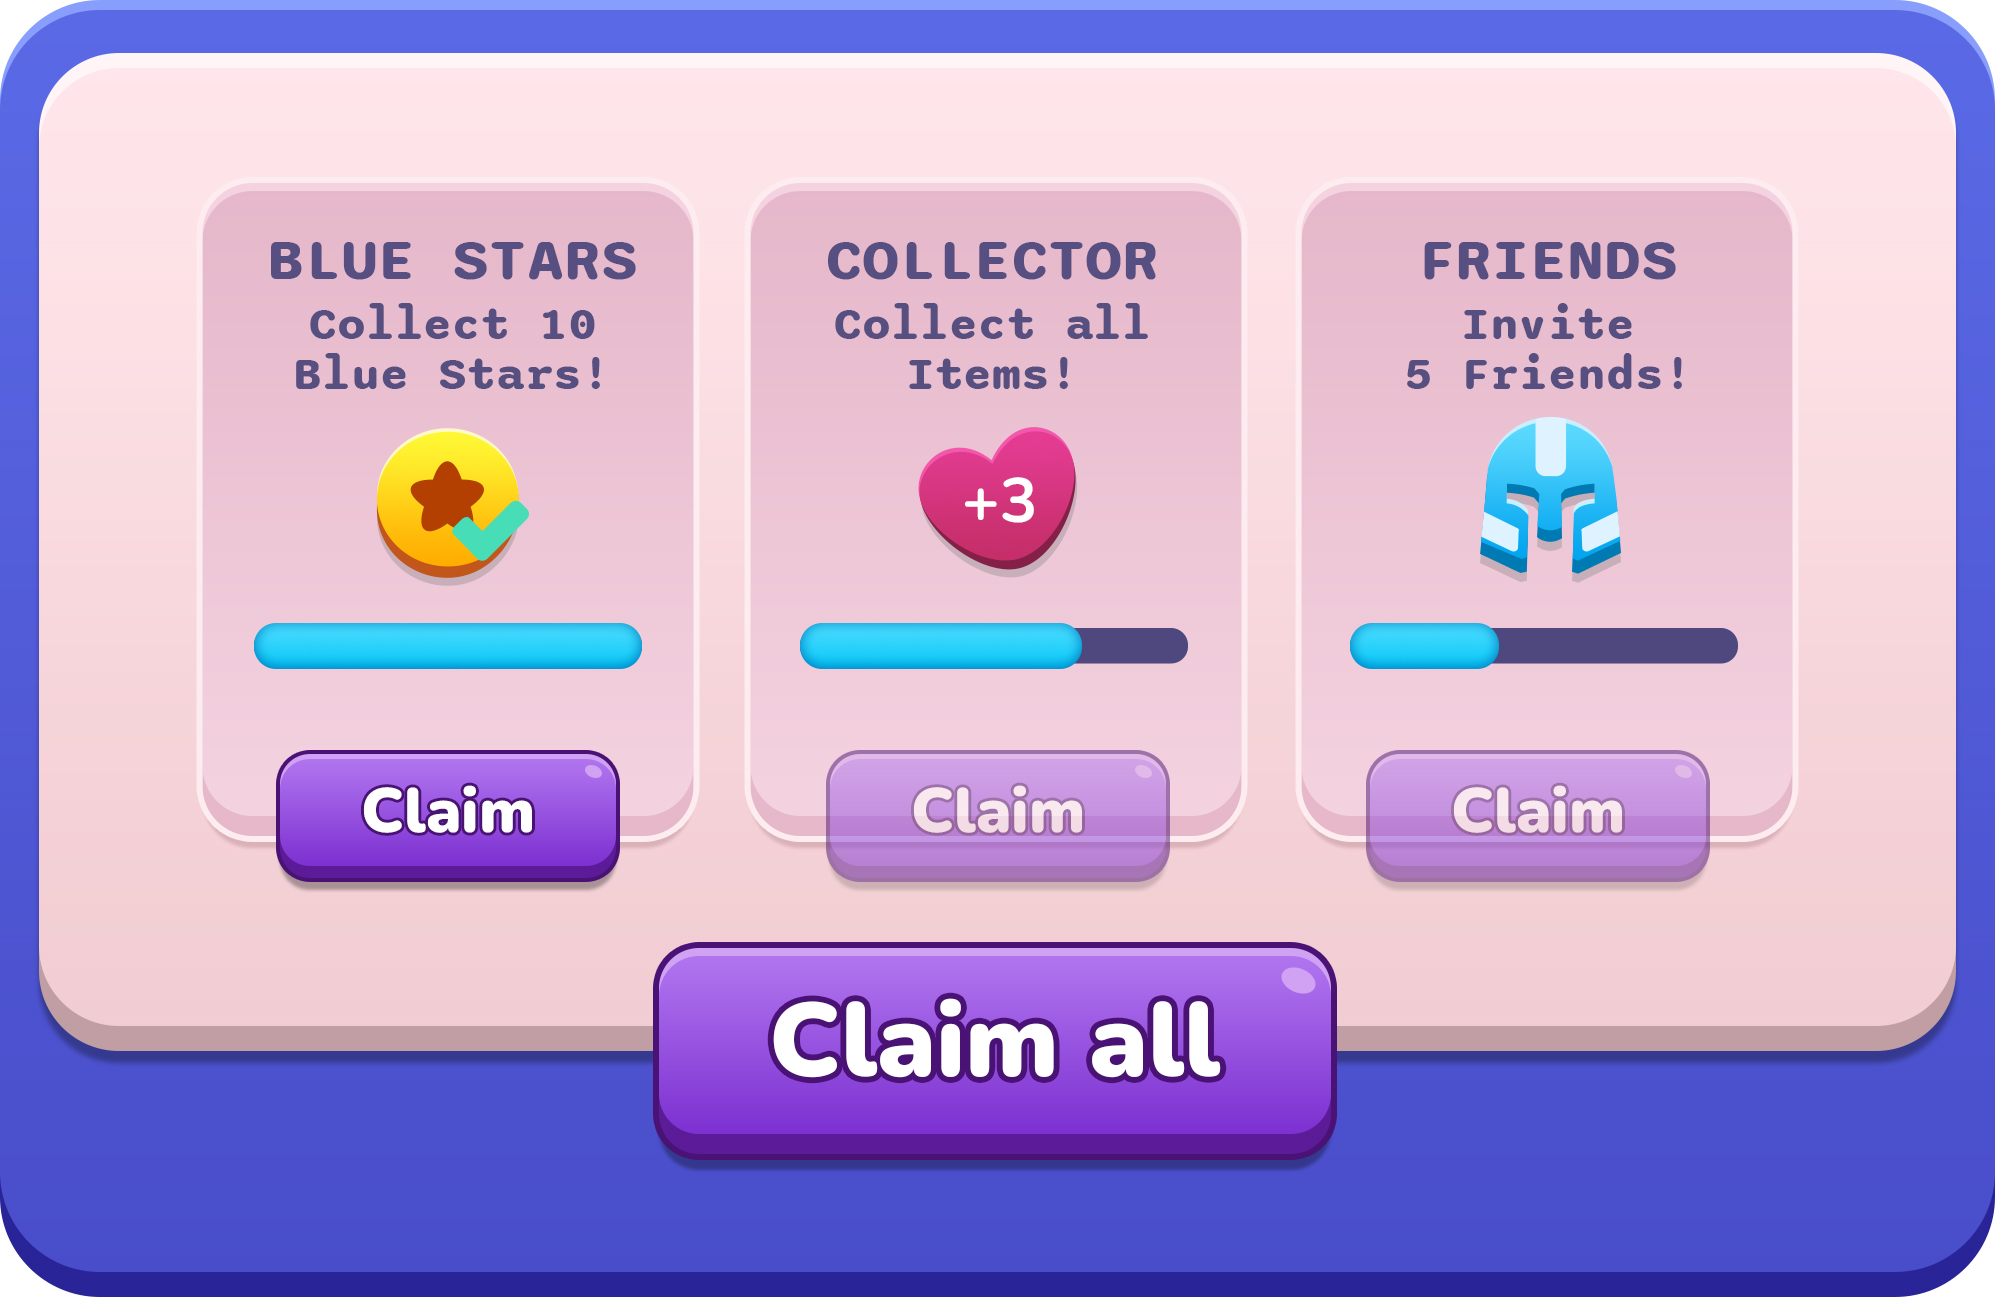 BLUE STARS
Collect 10
Blue Stars!
Claim
COLLECTOR
Collect all
Items!
+3
Claim
FRIENDS
Invite
5 Friends!
Claim
Claim all